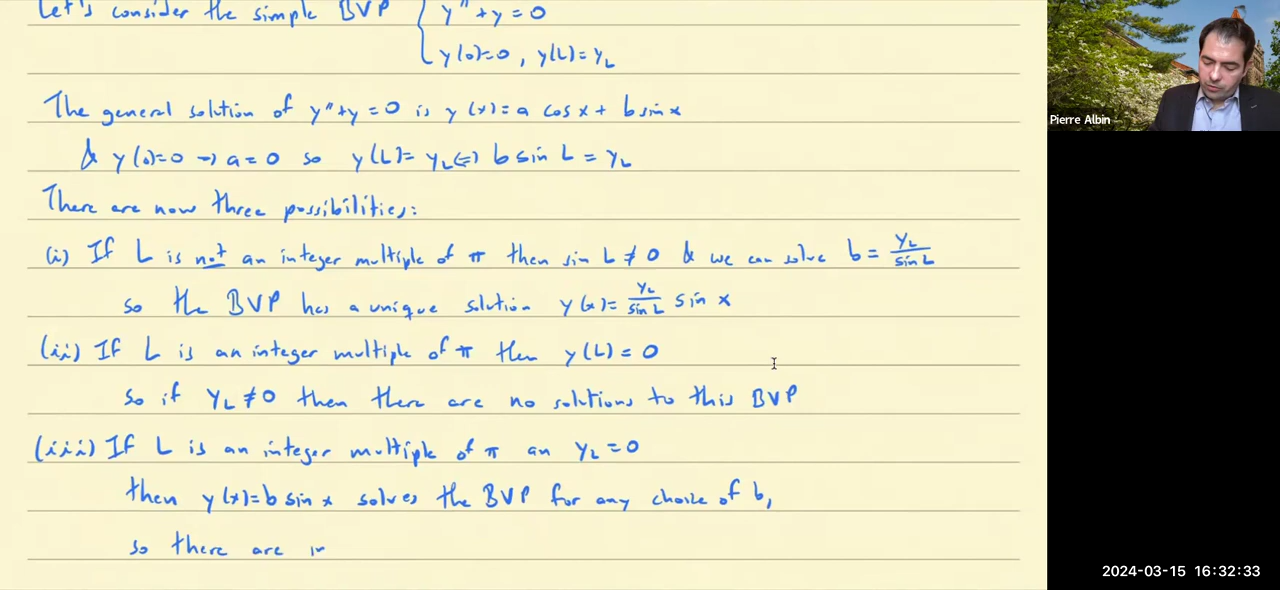 Let's consider the simple BVP { y'' + y = 0
y(0)=0, y(L)=y_L
The general solution of y''+y=0 is y(x)= a cos x + b sin x
& y(0)=0 → a=0 so y(L)= y_L ⇔ b sin L = y_L
There are now three possibilities:
(i) If L is not an integer multiple of π then sin L ≠ 0 & we can solve b = y_L / sin L
so the BVP has a unique solution y(x)= y_L / sin L sin x
(ii) If L is an integer multiple of π then y(L) = 0
so if y_L ≠ 0 then there are no solutions to this BVP
(iii) If L is an integer multiple of π an y_L = 0
then y(x)= b sin x solves the BVP for any choice of b,
so there are in
Pierre Albin
2024-03-15 16:32:33